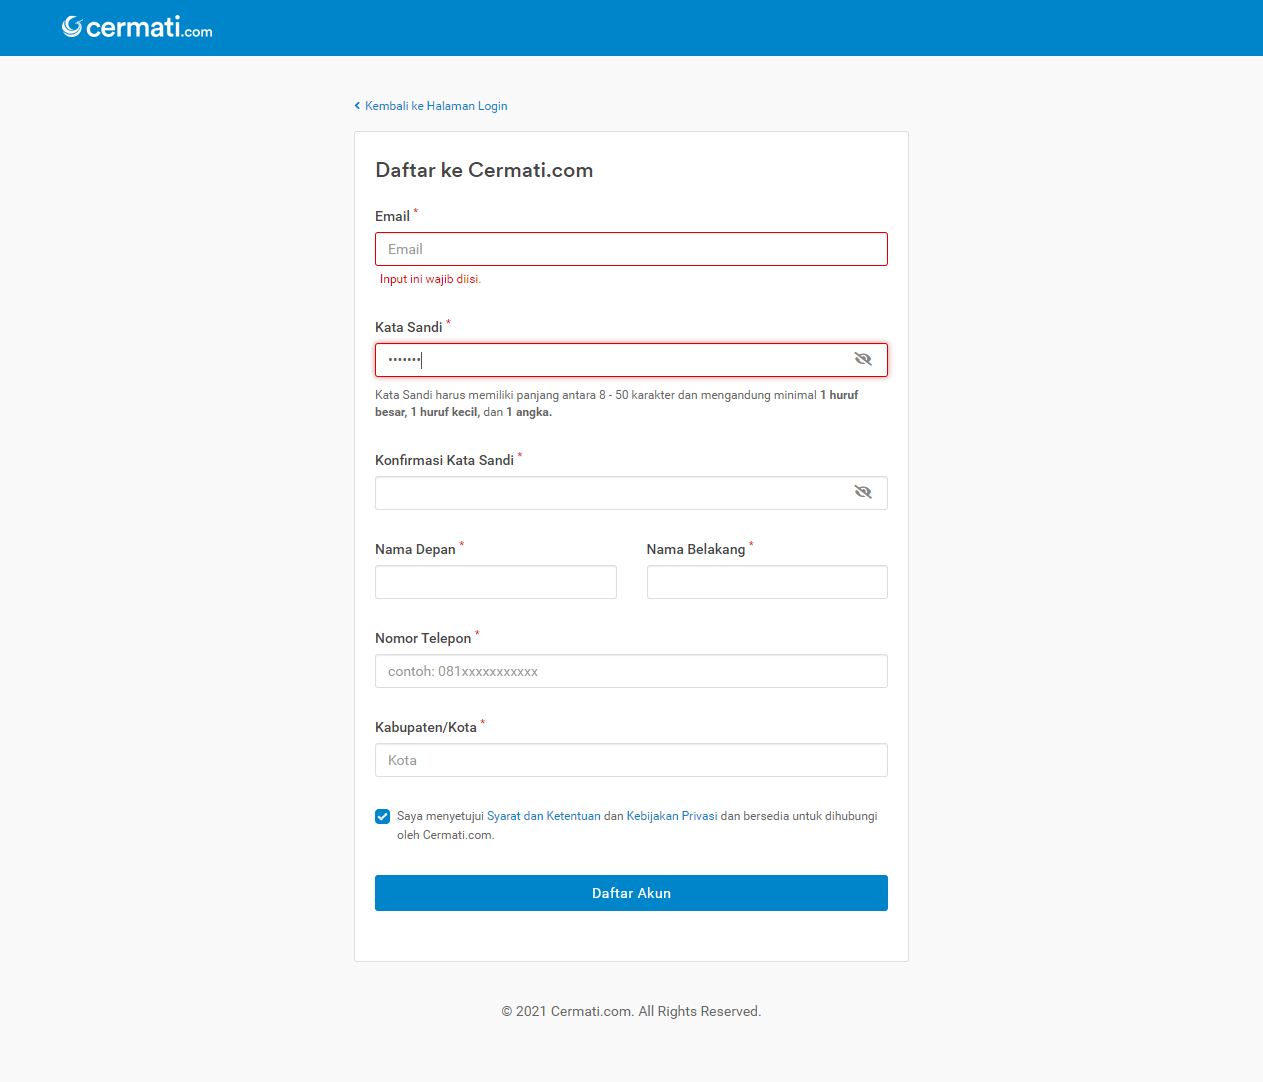 cermati.com
Kembali ke Halaman Login
Daftar ke Cermati.com
Email *
Email
Input ini wajib diisi.
Kata Sandi *
•••••••
Kata Sandi harus memiliki panjang antara 8 - 50 karakter dan mengandung minimal 1 huruf
besar, 1 huruf kecil, dan 1 angka.
Konfirmasi Kata Sandi *
Nama Depan *
Nama Belakang *
Nomor Telepon *
contoh: 081xxxxxxxxxxx
Kabupaten/Kota *
Kota
Saya menyetujui Syarat dan Ketentuan dan Kebijakan Privasi dan bersedia untuk dihubungi
oleh Cermati.com.
Daftar Akun
© 2021 Cermati.com. All Rights Reserved.